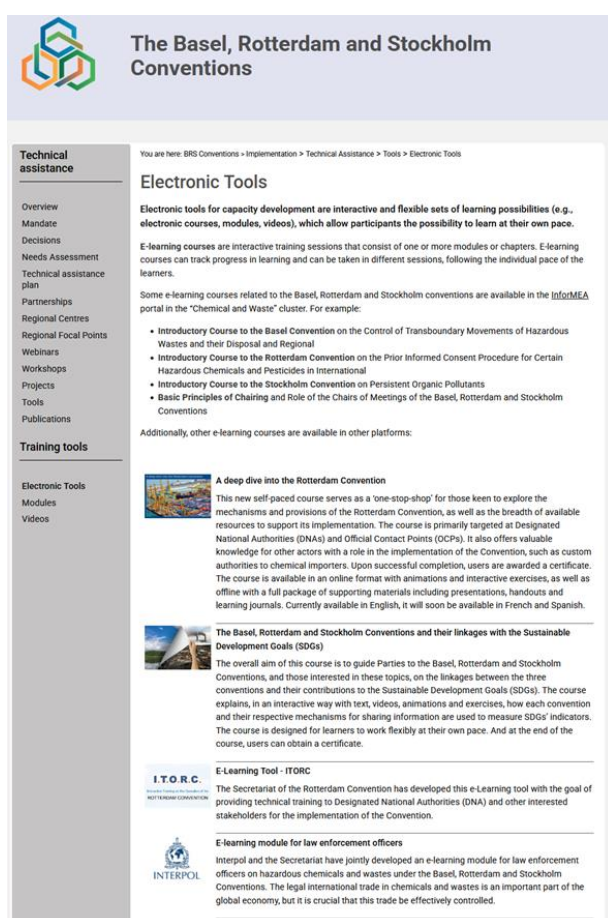 The Basel, Rotterdam and Stockholm
Conventions
Technical
assistance
Overview
Mandate
Decisions
Needs Assessment
Technical assistance
plan
Partnerships
Regional Centres
Regional Focal Points
Webinars
Workshops
Projects
Tools
Publications
Training tools
Electronic Tools
Modules
Videos
You are here: BRS Conventions > Implementation > Technical Assistance > Tools > Electronic Tools
Electronic Tools
Electronic tools for capacity development are interactive and flexible sets of learning possibilities (e.g.,
electronic courses, modules, videos), which allow participants the possibility to learn at their own pace.
E-learning courses are interactive training sessions that consist of one or more modules or chapters. E-learning
courses can track progress in learning and can be taken in different sessions, following the individual pace of the
learners.
Some e-learning courses related to the Basel, Rotterdam and Stockholm conventions are available in the InforMEA
portal in the “Chemical and Waste” cluster. For example:
• Introductory Course to the Basel Convention on the Control of Transboundary Movements of Hazardous
Wastes and their Disposal and Regional
• Introductory Course to the Rotterdam Convention on the Prior Informed Consent Procedure for Certain
Hazardous Chemicals and Pesticides in International
• Introductory Course to the Stockholm Convention on Persistent Organic Pollutants
• Basic Principles of Chairing and Role of the Chairs of Meetings of the Basel, Rotterdam and Stockholm
Conventions
Additionally, other e-learning courses are available in other platforms:
A deep dive into the Rotterdam Convention
This new self-paced course serves as a ‘one-stop-shop’ for those keen to explore the
mechanisms and provisions of the Rotterdam Convention, as well as the breadth of available
resources to support its implementation. The course is primarily targeted at Designated
National Authorities (DNAs) and Official Contact Points (OCPs). It also offers valuable
knowledge for other actors with a role in the implementation of the Convention, such as custom
authorities to chemical importers. Upon successful completion, users are awarded a certificate.
The course is available in an online format with animations and interactive exercises, as well as
offline with a full package of supporting materials including presentations, handouts and
learning journals. Currently available in English, it will soon be available in French and Spanish.
The Basel, Rotterdam and Stockholm Conventions and their linkages with the Sustainable
Development Goals (SDGs)
The overall aim of this course is to guide Parties to the Basel, Rotterdam and Stockholm
Conventions, and those interested in these topics, on the linkages between the three
conventions and their contributions to the Sustainable Development Goals (SDGs). The course
explains, in an interactive way with text, videos, animations and exercises, how each convention
and their respective mechanisms for sharing information are used to measure SDGs' indicators.
The course is designed for learners to work flexibly at their own pace. And at the end of the
course, users can obtain a certificate.
I.T.O.R.C.
ROTTERDAM CONVENTION
E-Learning Tool - ITORC
The Secretariat of the Rotterdam Convention has developed this e-Learning tool with the goal of
providing technical training to Designated National Authorities (DNA) and other interested
stakeholders for the implementation of the Convention.
INTERPOL
E-learning module for law enforcement officers
Interpol and the Secretariat have jointly developed an e-learning module for law enforcement
officers on hazardous chemicals and wastes under the Basel, Rotterdam and Stockholm
Conventions. The legal international trade in chemicals and wastes is an important part of the
global economy, but it is crucial that this trade be effectively controlled.